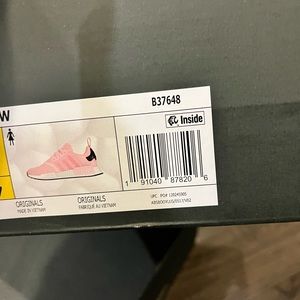 W
B37648
Inside
ORIGINALS
MADE IN VIETNAM
ORIGINALS
FABRIQUÉ AU VIETNAM
1 91040 87820 6